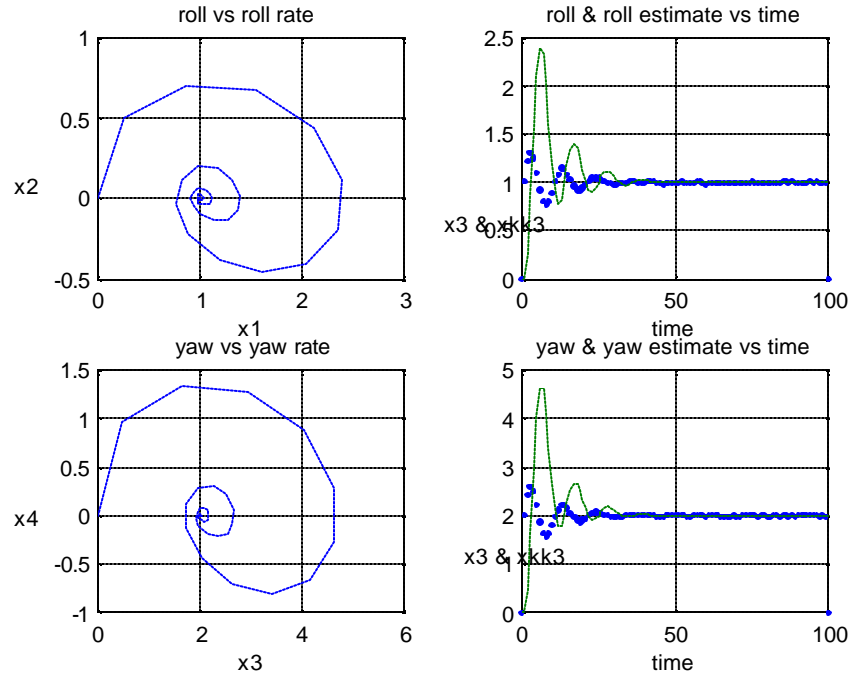 roll vs roll rate
1
0.5
0
-0.5
x2
0 1 2 3
x1
roll & roll estimate vs time
2.5
2
1.5
1
0.5
0
x3 & xkk3
0 50 100
time
yaw vs yaw rate
1.5
1
0.5
0
-0.5
-1
x4
0 2 4 6
x3
yaw & yaw estimate vs time
5
4
3
2
1
0
x3 & xkk3
0 50 100
time